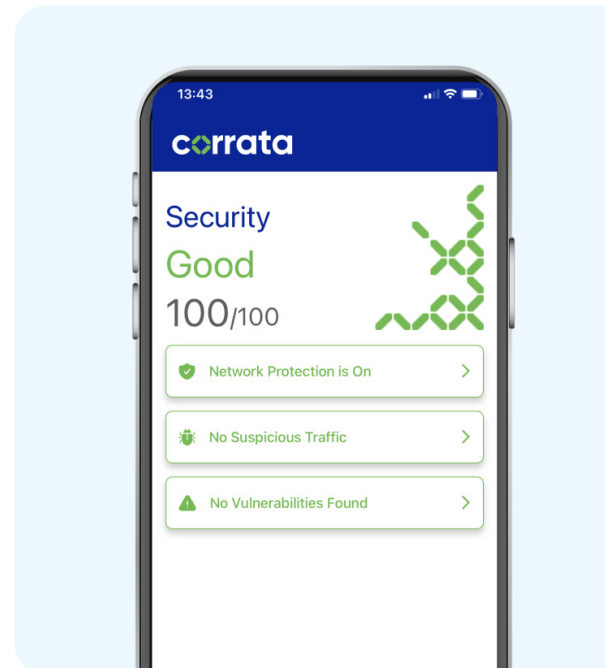 13:43
corrata
Security
Good
100/100
Network Protection is On
No Suspicious Traffic
No Vulnerabilities Found